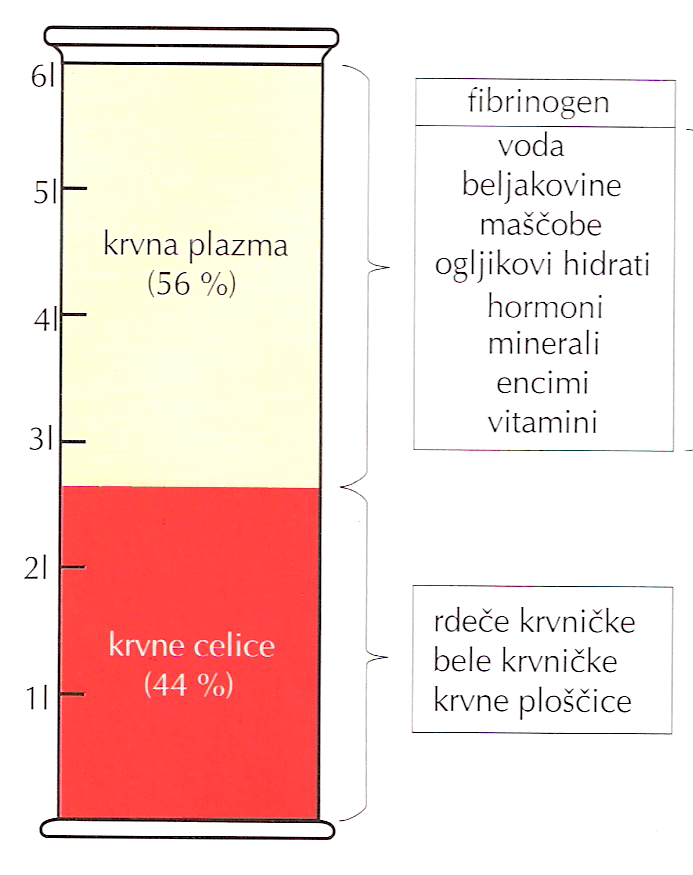 6l
5l
4l
3l
2l
1l
krvna plazma
(56 %)
krvne celice
(44 %)
fibrinogen
voda
beljakovine
maščobe
ogljikovi hidrati
hormoni
minerali
encimi
vitamini
rdeče krvničke
bele krvničke
krvne ploščice